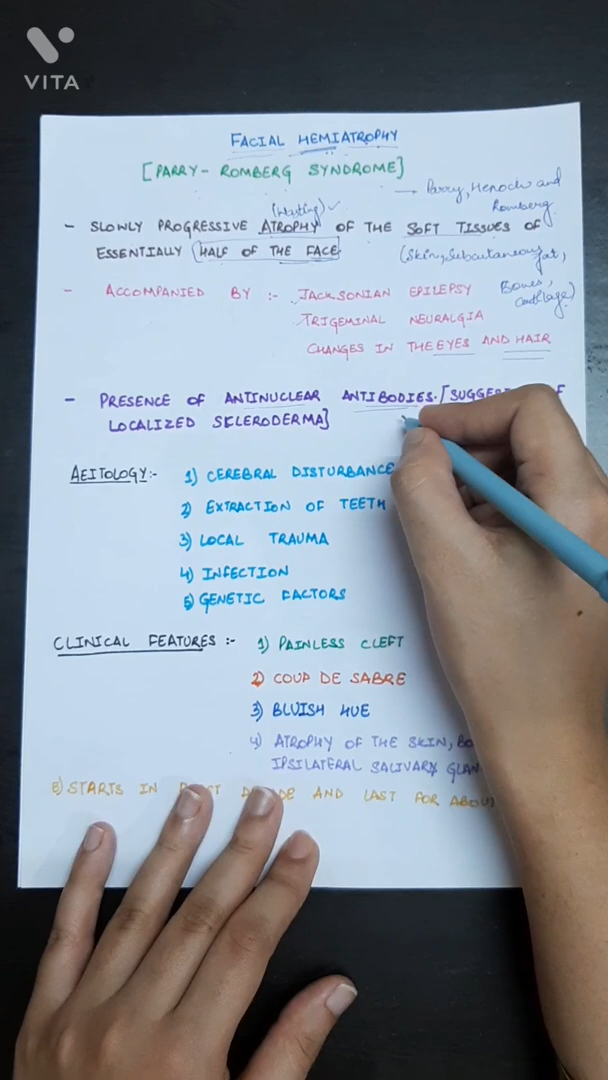 VITA
FACIAL HEMIATROPHY
[PARRY- ROMBERG SYNDROME]
→ Parry, Henoch and
Romberg.
(Wasting)
- SLOWLY PROGRESSIVE ATROPHY OF THE SOFT TISSUES OF
ESSENTIALLY HALF OF THE FACE
(Skin, Subcutaneous fat,
Bones,
cartilage)
- ACCOMPANIED BY :- JACKSONIAN EPILEPSY
TRIGEMINAL NEURALGIA
CHANGES IN THE EYES AND HAIR
- PRESENCE OF ANTINUCLEAR ANTIBODIES. [
LOCALIZED SCLERODERMA]
AEITOLOGY:- 1) CEREBRAL DISTURBANCE
2) EXTRACTION OF TEETH
3) LOCAL TRAUMA
4) INFECTION
5) GENETIC FACTORS
CLINICAL FEATURES :- 1) PAINLESS CLEFT
2) COUP DE SABRE
3) BLUISH HUE
4) ATROPHY OF THE SKIN,
IPSILATERAL SALIVARY
5) STARTS IN AND LAST FOR